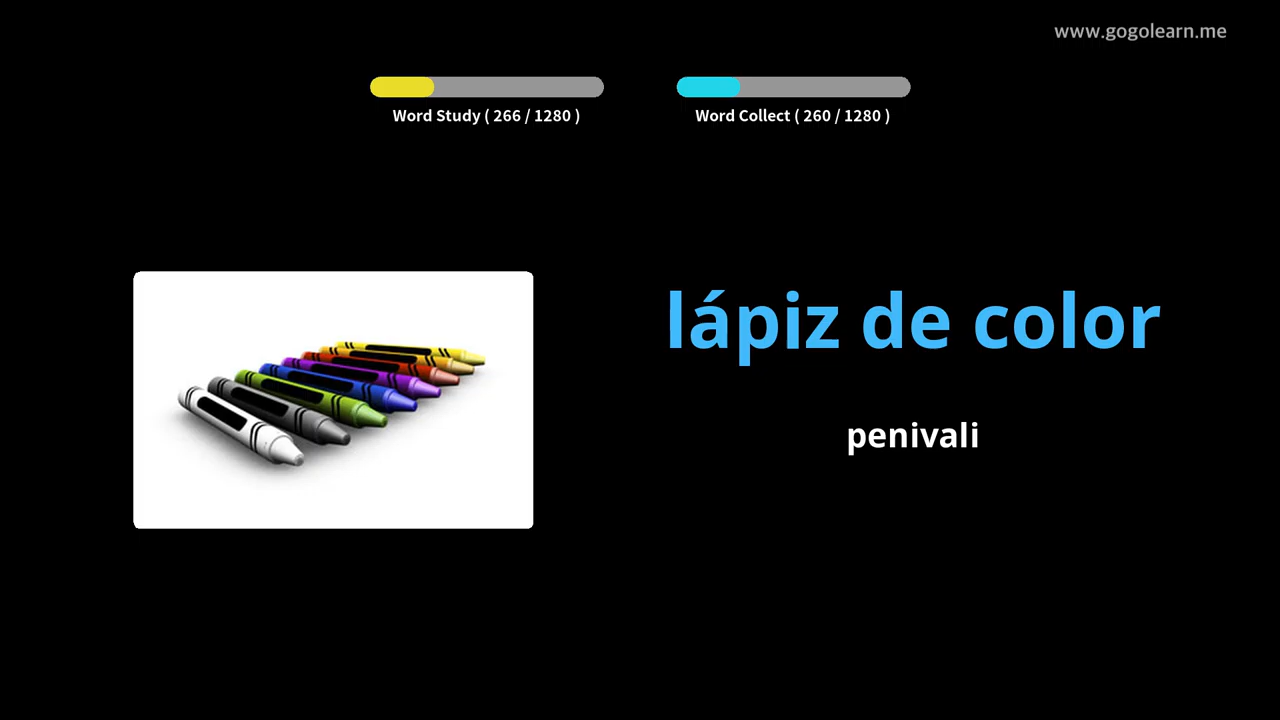 www.gogolearn.me
Word Study ( 266 / 1280 )
Word Collect ( 260 / 1280 )
lápiz de color
penivali